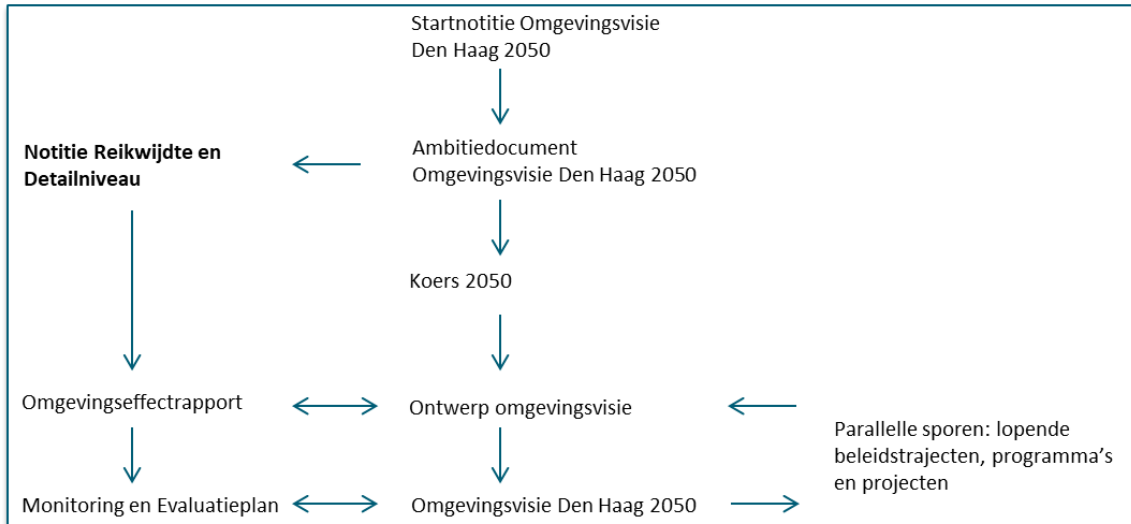 Startnotitie Omgevingsvisie
Den Haag 2050
Notitie Reikwijdte en
Detailniveau
Ambitiedocument
Omgevingsvisie Den Haag 2050
Koers 2050
Omgevingseffectrapport
Ontwerp omgevingsvisie
Parallelle sporen: lopende
beleidstrajecten, programma's
en projecten
Monitoring en Evaluatieplan
Omgevingsvisie Den Haag 2050